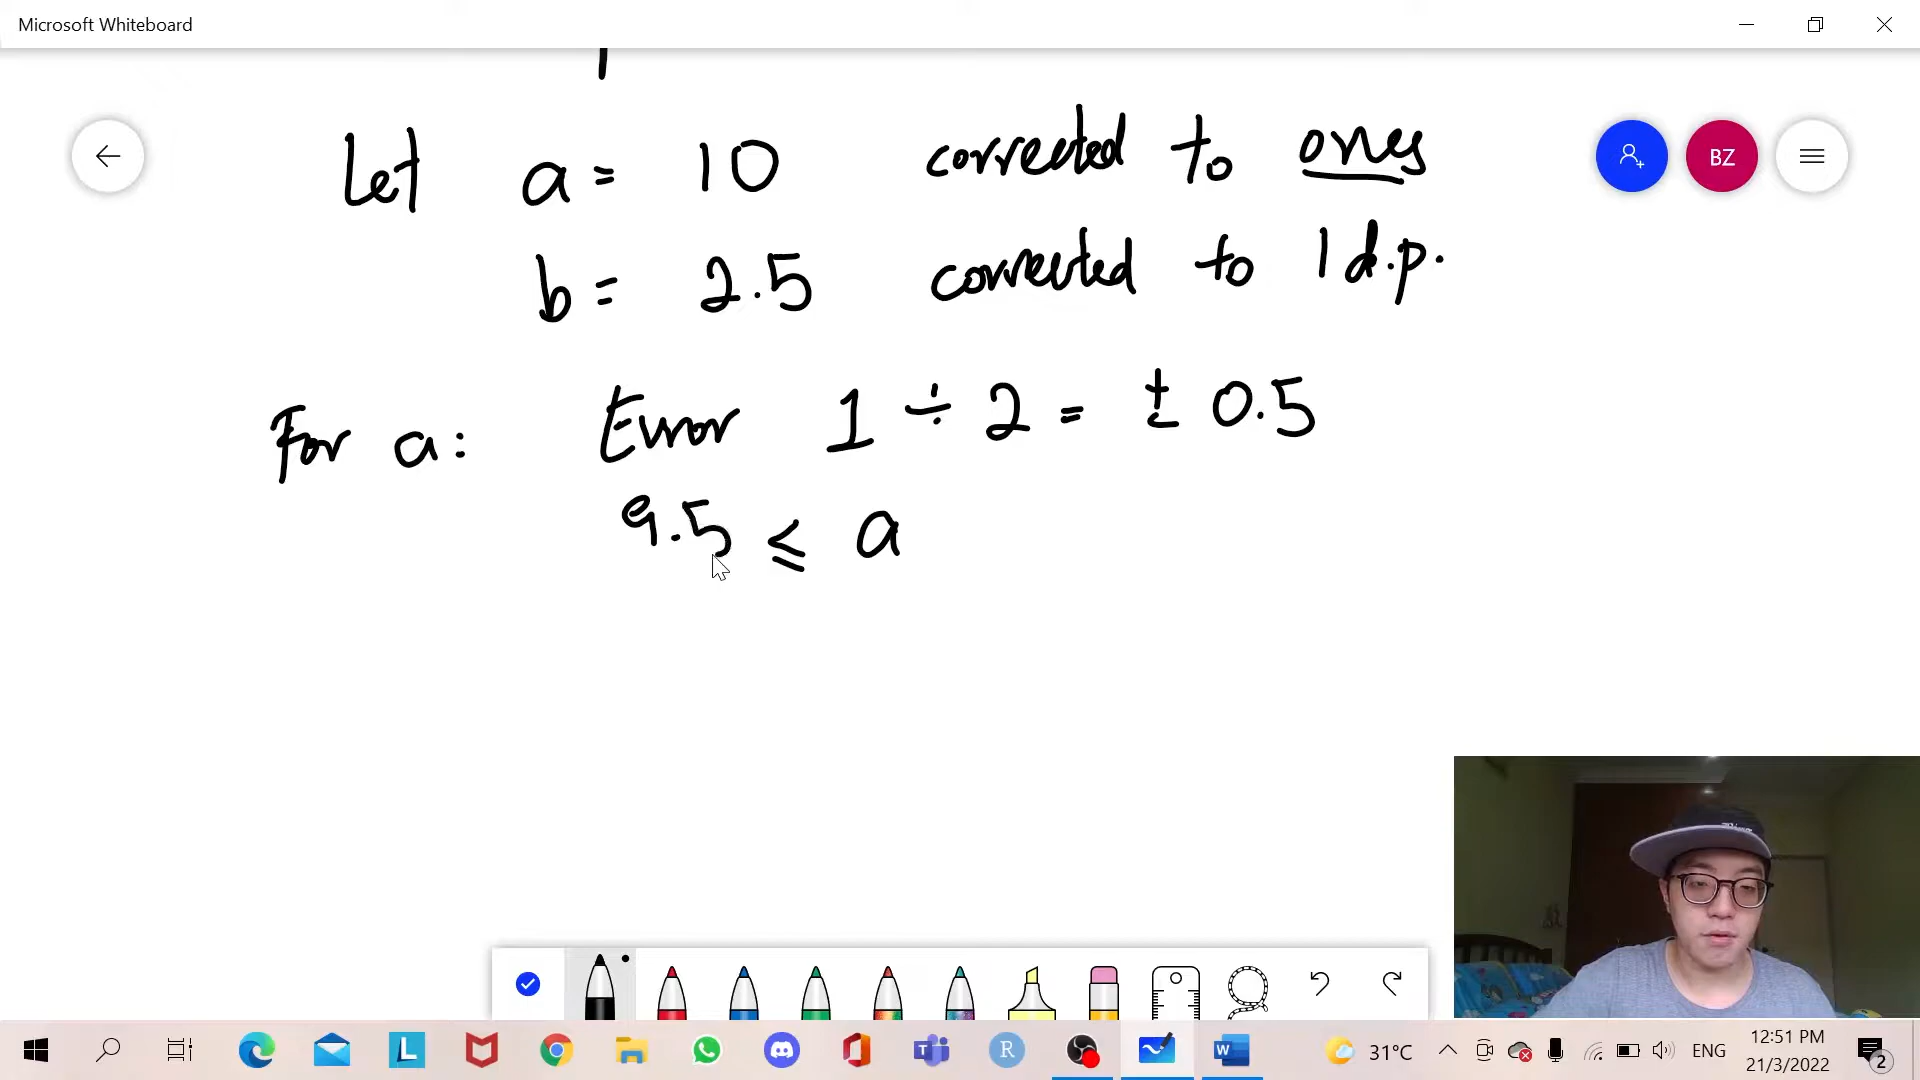 Microsoft Whiteboard
Let a = 10 corrected to ones
BZ
b = 2.5 corrected to 1 d.p.
For a: Error 1 ÷ 2 = ± 0.5
9.5 ≤ a
31°C ENG 12:51 PM
21/3/2022 2